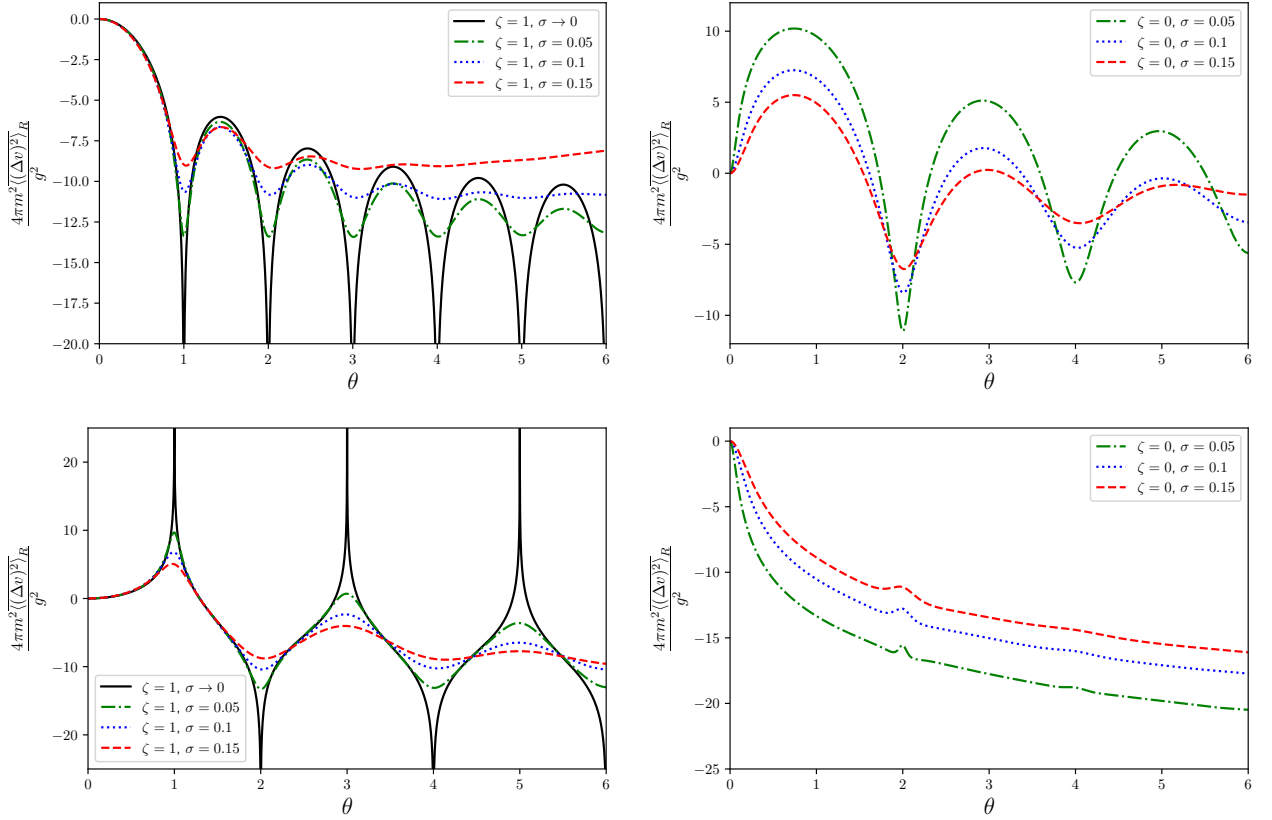 0.0
−2.5
−5.0
−7.5
−10.0
−12.5
−15.0
−17.5
−20.0
0 1 2 3 4 5 6
θ
4πm²⟨\overline{(Δv)²}⟩_R / g²
ζ = 1, σ → 0
ζ = 1, σ = 0.05
ζ = 1, σ = 0.1
ζ = 1, σ = 0.15
10
5
0
−5
−10
0 1 2 3 4 5 6
θ
4πm²⟨\overline{(Δv)²}⟩_R / g²
ζ = 0, σ = 0.05
ζ = 0, σ = 0.1
ζ = 0, σ = 0.15
20
10
0
−10
−20
0 1 2 3 4 5 6
θ
4πm²⟨\overline{(Δv)²}⟩_R / g²
ζ = 1, σ → 0
ζ = 1, σ = 0.05
ζ = 1, σ = 0.1
ζ = 1, σ = 0.15
0
−5
−10
−15
−20
−25
0 1 2 3 4 5 6
θ
4πm²⟨\overline{(Δv)²}⟩_R / g²
ζ = 0, σ = 0.05
ζ = 0, σ = 0.1
ζ = 0, σ = 0.15